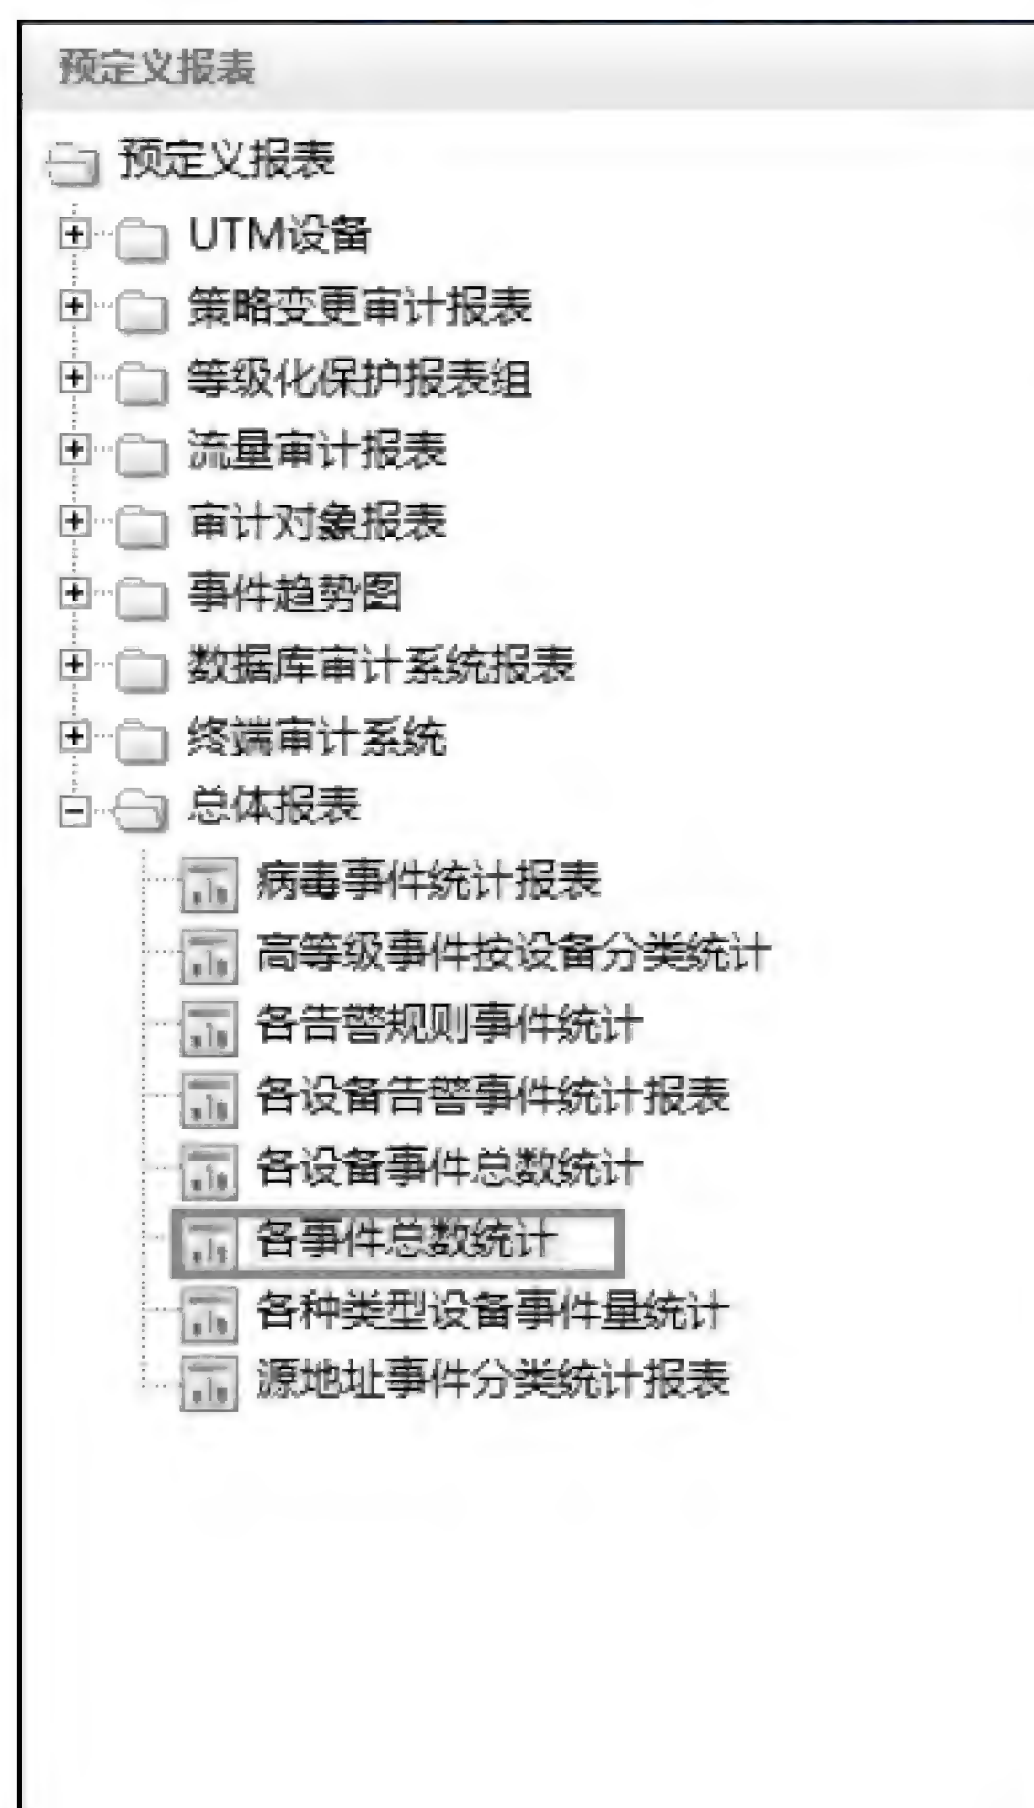 预定义报表
预定义报表
UTM设备
策略变更审计报表
等级化保护报表组
流量审计报表
审计对象报表
事件趋势图
数据库审计系统报表
终端审计系统
总体报表
病毒事件统计报表
高等级事件按设备分类统计
各告警规则事件统计
各设备告警事件统计报表
各设备事件总数统计
各事件总数统计
各种类型设备事件量统计
源地址事件分类统计报表